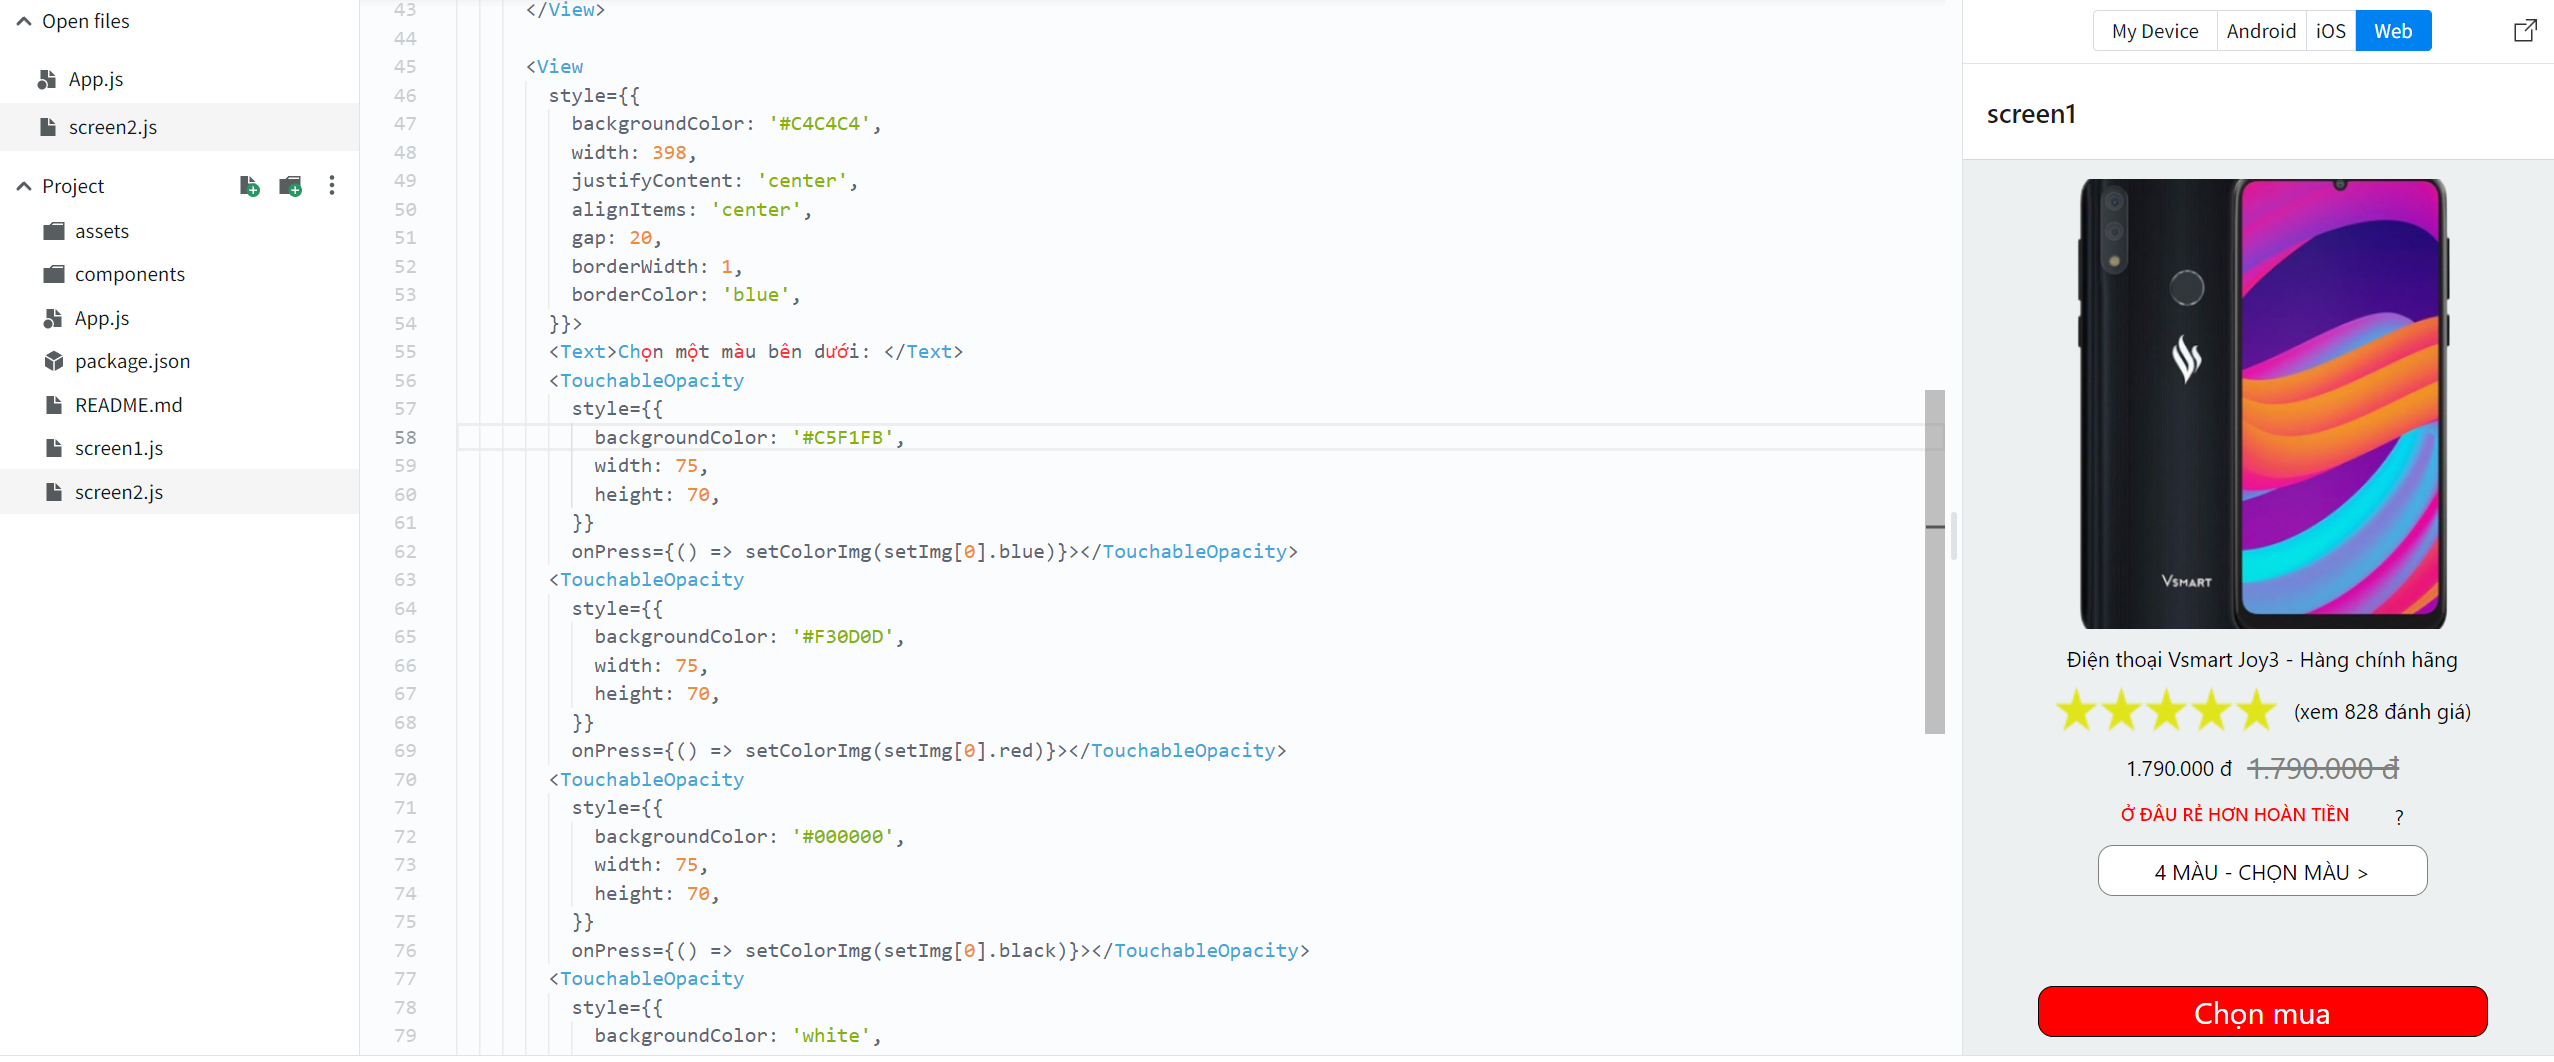 Open files
App.js
screen2.js
Project
assets
components
App.js
package.json
README.md
screen1.js
screen2.js
43 </View>
44
45 <View
46 style={{
47 backgroundColor: '#C4C4C4',
48 width: 398,
49 justifyContent: 'center',
50 alignItems: 'center',
51 gap: 20,
52 borderWidth: 1,
53 borderColor: 'blue',
54 }}>
55 <Text>Chọn một màu bên dưới: </Text>
56 <TouchableOpacity
57 style={{
58 backgroundColor: '#C5F1FB',
59 width: 75,
60 height: 70,
61 }}
62 onPress={() => setColorImg(setImg[0].blue)}></TouchableOpacity>
63 <TouchableOpacity
64 style={{
65 backgroundColor: '#F30D0D',
66 width: 75,
67 height: 70,
68 }}
69 onPress={() => setColorImg(setImg[0].red)}></TouchableOpacity>
70 <TouchableOpacity
71 style={{
72 backgroundColor: '#000000',
73 width: 75,
74 height: 70,
75 }}
76 onPress={() => setColorImg(setImg[0].black)}></TouchableOpacity>
77 <TouchableOpacity
78 style={{
79 backgroundColor: 'white',
My Device Android iOS Web
screen1
VSMART
Điện thoại Vsmart Joy3 - Hàng chính hãng
(xem 828 đánh giá)
1.790.000 đ 1.790.000 đ
Ở ĐÂU RẺ HƠN HOÀN TIỀN ?
4 MÀU - CHỌN MÀU >
Chọn mua